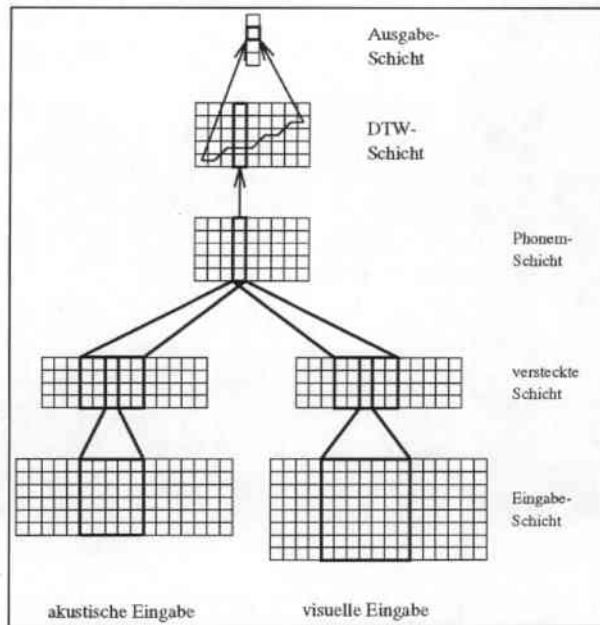 Ausgabe-
Schicht
DTW-
Schicht
Phonem-
Schicht
versteckte
Schicht
Eingabe-
Schicht
akustische Eingabe visuelle Eingabe